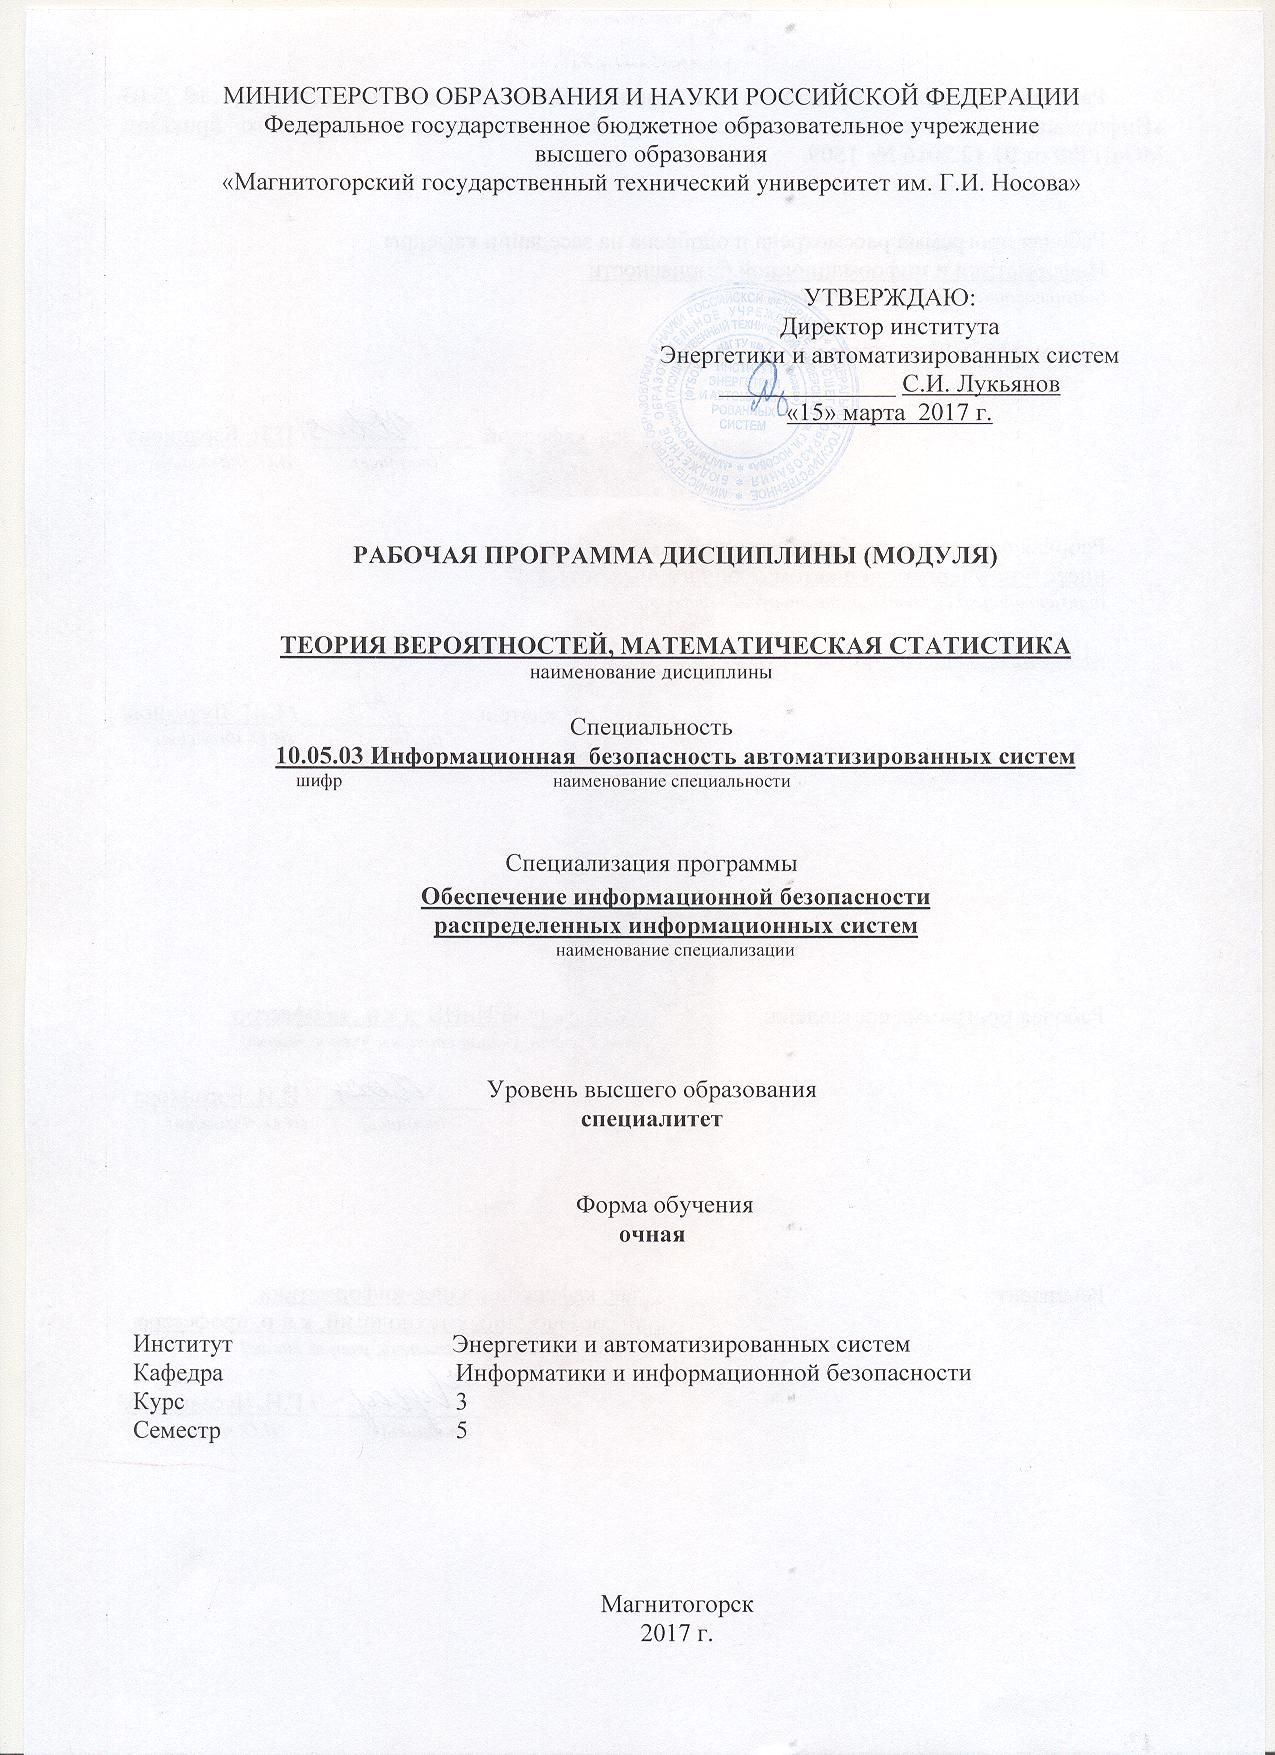 МИНИСТЕРСТВО ОБРАЗОВАНИЯ И НАУКИ РОССИЙСКОЙ ФЕДЕРАЦИИ
Федеральное государственное бюджетное образовательное учреждение
высшего образования
«Магнитогорский государственный технический университет им. Г.И. Носова»
УТВЕРЖДАЮ:
Директор института
Энергетики и автоматизированных систем
С.И. Лукьянов
«15» марта 2017 г.
РАБОЧАЯ ПРОГРАММА ДИСЦИПЛИНЫ (МОДУЛЯ)
ТЕОРИЯ ВЕРОЯТНОСТЕЙ, МАТЕМАТИЧЕСКАЯ СТАТИСТИКА
наименование дисциплины
Специальность
10.05.03 Информационная безопасность автоматизированных систем
шифр наименование специальности
Специализация программы
Обеспечение информационной безопасности
распределенных информационных систем
наименование специализации
Уровень высшего образования
специалитет
Форма обучения
очная
Институт Энергетики и автоматизированных систем
Кафедра Информатики и информационной безопасности
Курс 3
Семестр 5
Магнитогорск
2017 г.